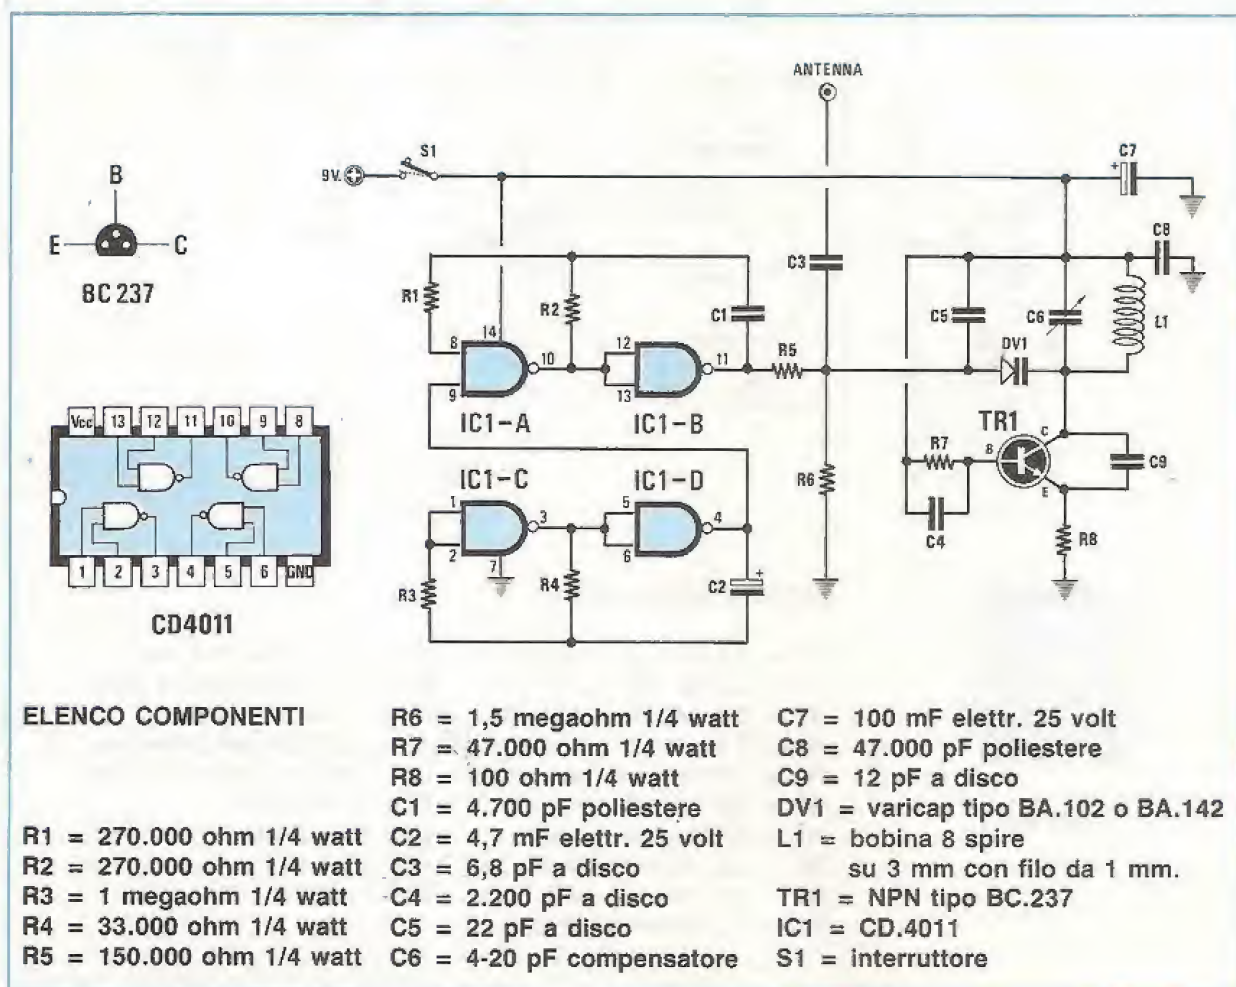 ANTENNA
9V.
S1
C7
+
B
E
C
BC 237
C8
C3
R1
R2
C1
C5
C6
L1
14
8
10
9
12
13
11
R5
DV1
IC1-A
IC1-B
TR1
C
B
E
R7
C9
R6
C4
R8
Vcc 13 12 11 10 9 8
1 2 3 4 5 6 GND
CD4011
IC1-C
IC1-D
1
2
3
5
6
4
7
R3
R4
C2
+
ELENCO COMPONENTI
R1 = 270.000 ohm 1/4 watt
R2 = 270.000 ohm 1/4 watt
R3 = 1 megaohm 1/4 watt
R4 = 33.000 ohm 1/4 watt
R5 = 150.000 ohm 1/4 watt
R6 = 1,5 megaohm 1/4 watt
R7 = 47.000 ohm 1/4 watt
R8 = 100 ohm 1/4 watt
C1 = 4.700 pF poliestere
C2 = 4,7 mF elettr. 25 volt
C3 = 6,8 pF a disco
C4 = 2.200 pF a disco
C5 = 22 pF a disco
C6 = 4-20 pF compensatore
C7 = 100 mF elettr. 25 volt
C8 = 47.000 pF poliestere
C9 = 12 pF a disco
DV1 = varicap tipo BA.102 o BA.142
L1 = bobina 8 spire
su 3 mm con filo da 1 mm.
TR1 = NPN tipo BC.237
IC1 = CD.4011
S1 = interruttore